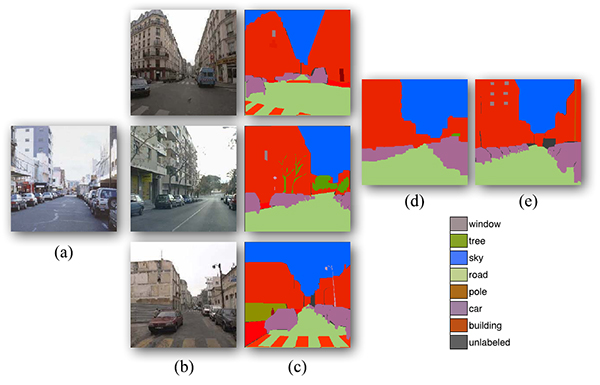 (a)
(b)
(c)
(d)
(e)
window
tree
sky
road
pole
car
building
unlabeled